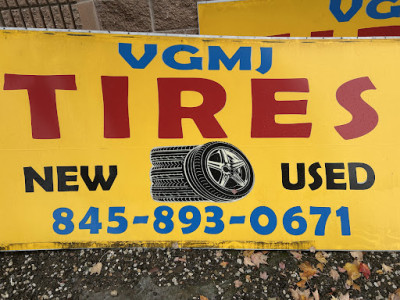 VGMJ
TIRES
NEW USED
845-893-0671